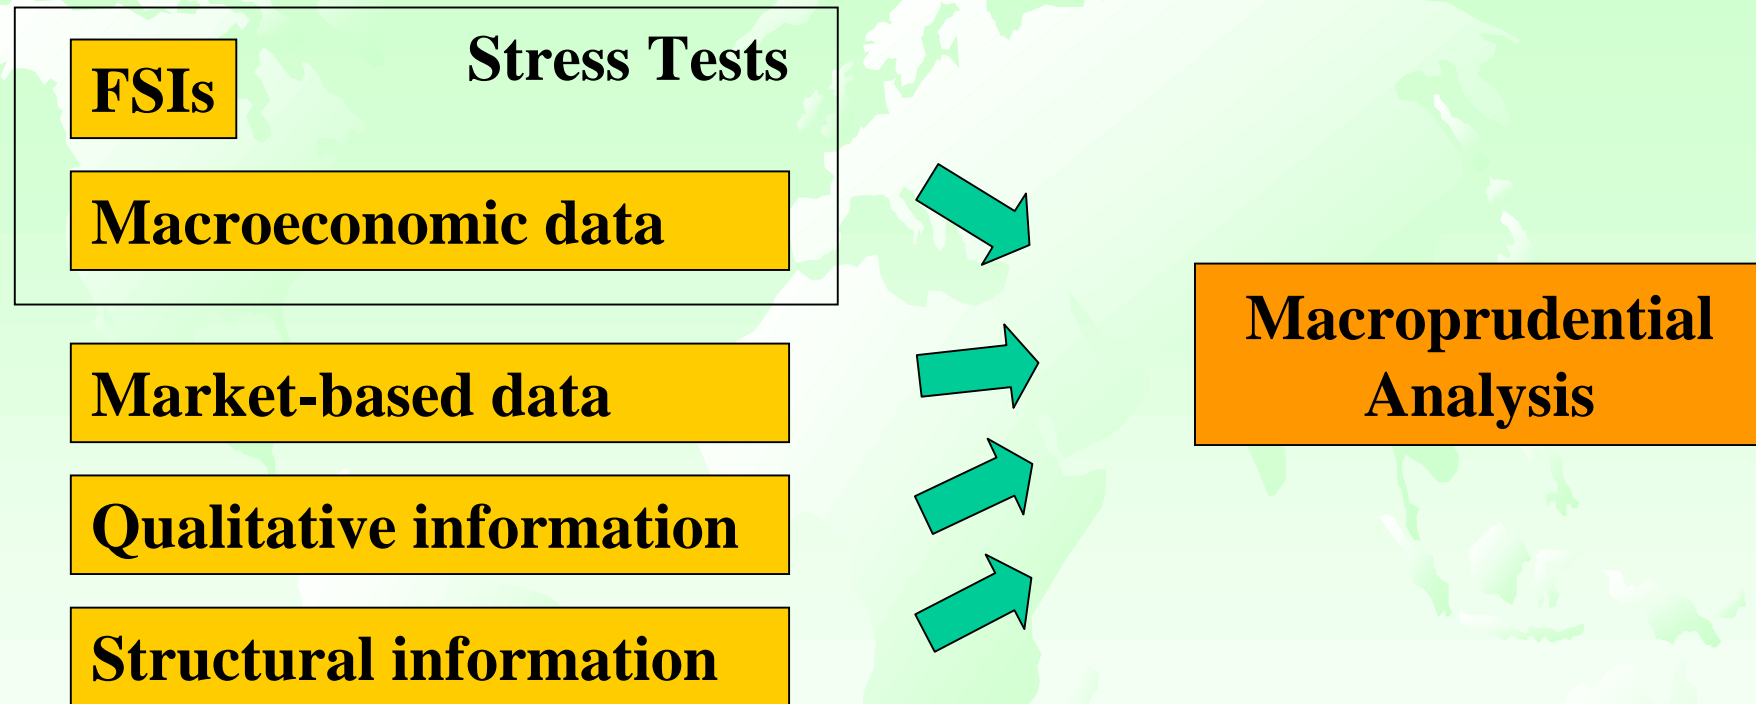 Stress Tests
FSIs
Macroeconomic data
Market-based data
Qualitative information
Structural information
Macroprudential
Analysis